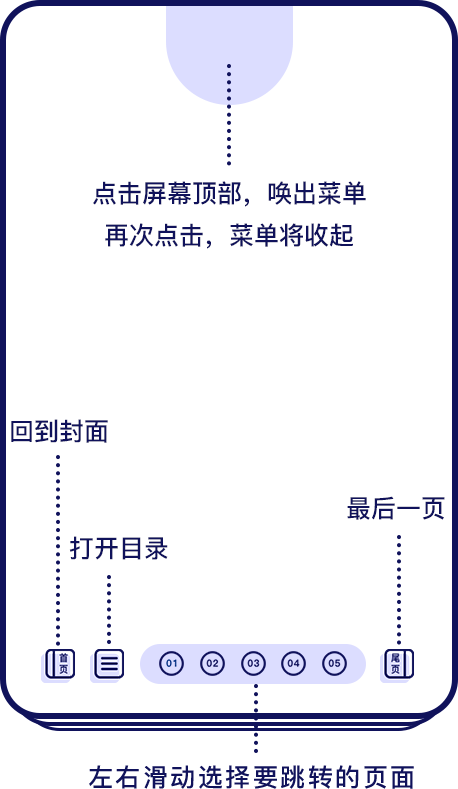 点击屏幕顶部，唤出菜单
再次点击，菜单将收起
回到封面
最后一页
打开目录
首页
01 02 03 04 05
尾页
左右滑动选择要跳转的页面